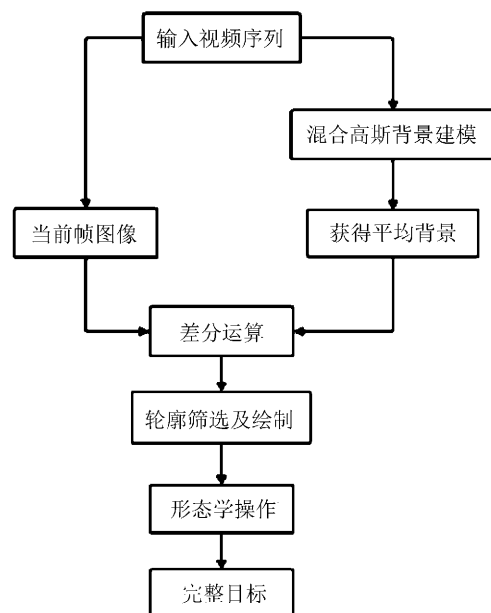 输入视频序列
混合高斯背景建模
当前帧图像
获得平均背景
差分运算
轮廓筛选及绘制
形态学操作
完整目标